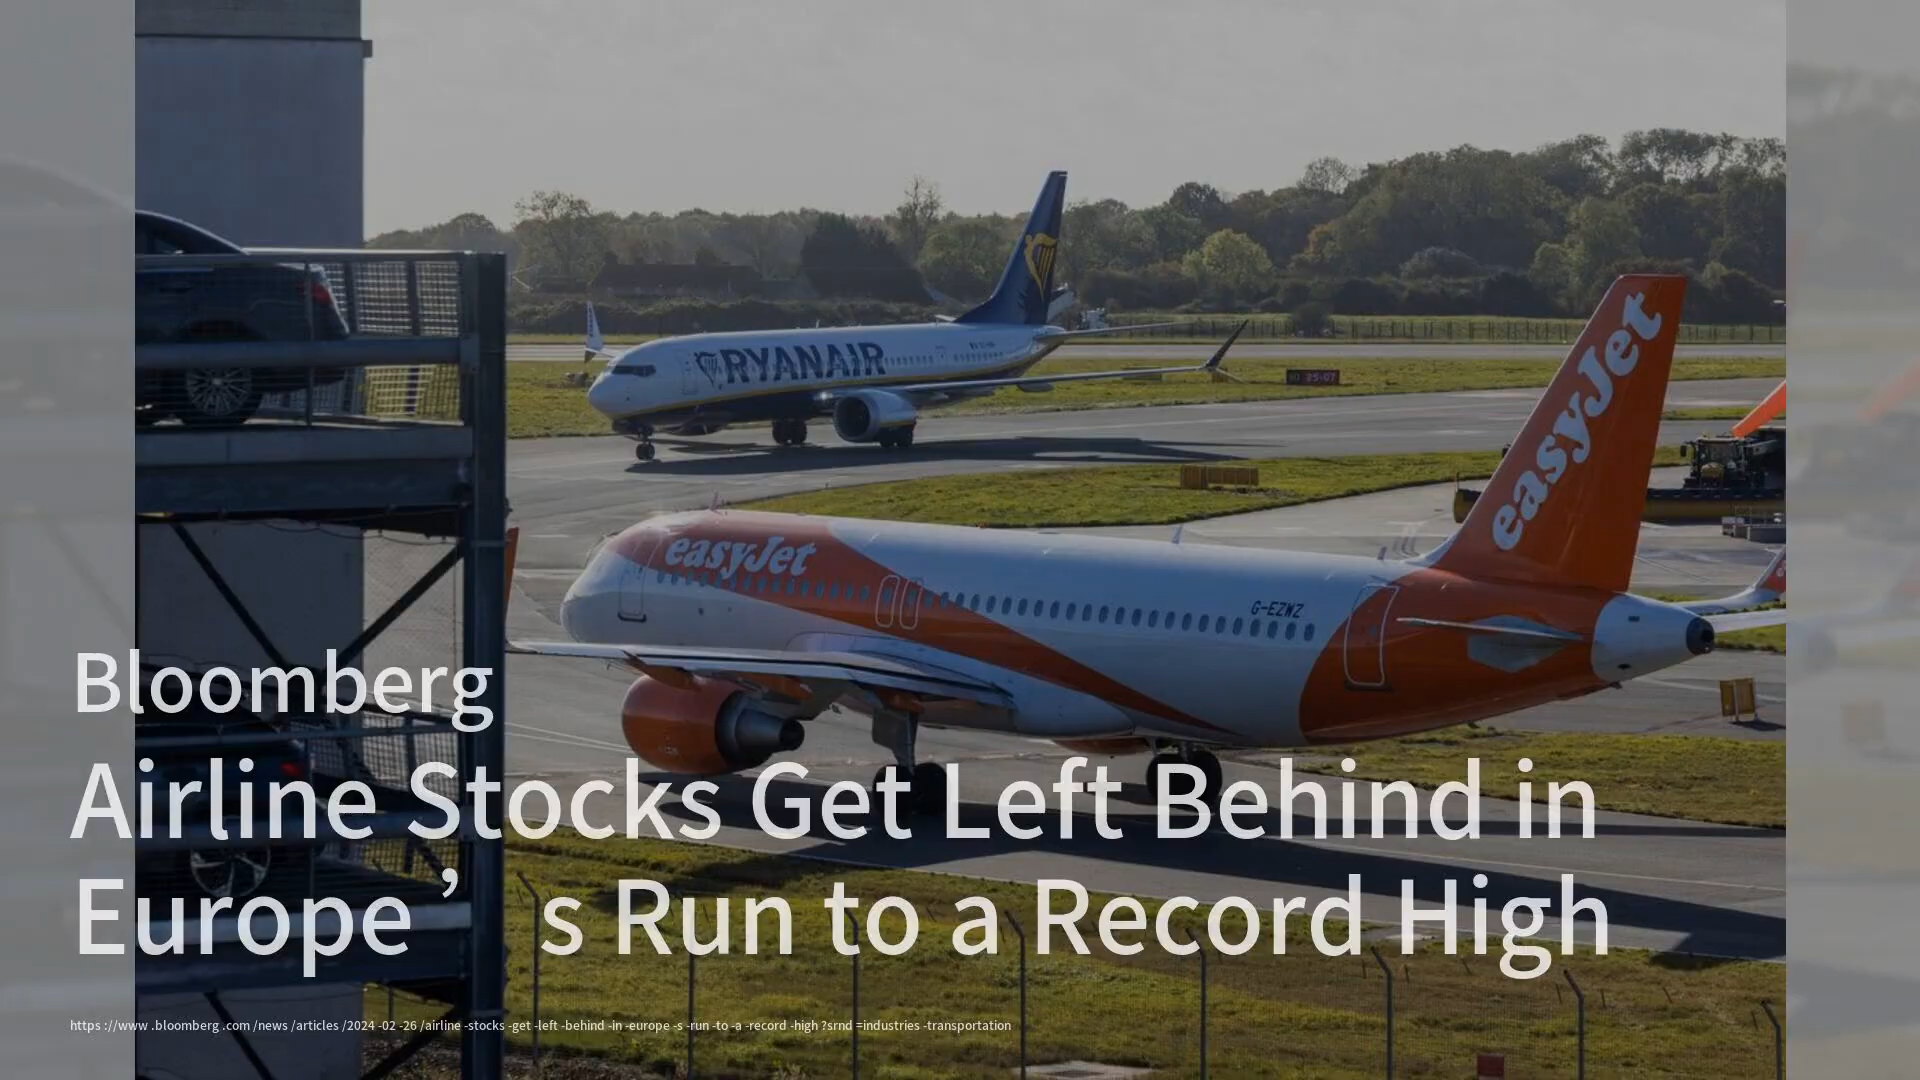 RYANAIR
25-07
easyJet
easyJet
G-EZWZ
Bloomberg
Airline Stocks Get Left Behind in
Europe’s Run to a Record High
https://www.bloomberg.com/news/articles/2024-02-26/airline-stocks-get-left-behind-in-europe-s-run-to-a-record-high?srnd=industries-transportation